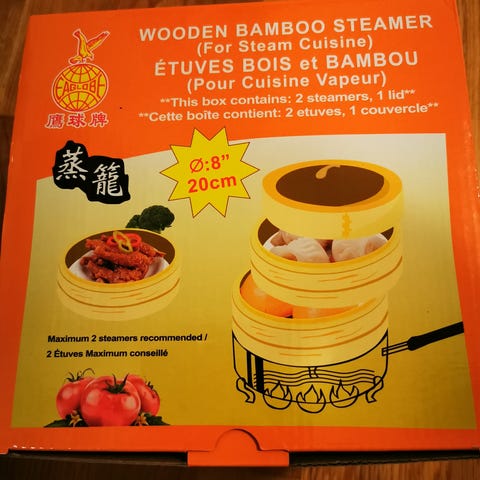 WOODEN BAMBOO STEAMER
(For Steam Cuisine)
ÉTUVES BOIS et BAMBOU
(Pour Cuisine Vapeur)
**This box contains: 2 steamers, 1 lid**
**Cette boîte contient: 2 etuves, 1 couvercle**
EAGLOBE
鷹球牌
蒸籠
Ø:8”
20cm
Maximum 2 steamers recommended /
2 Étuves Maximum conseillé